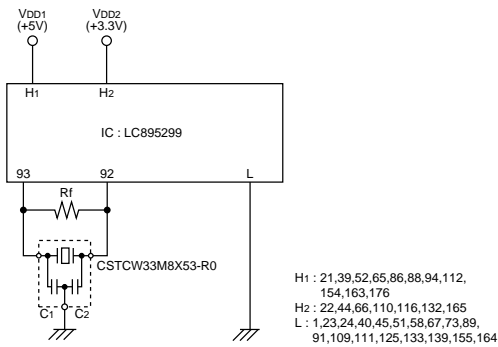 VDD1 VDD2
(+5V) (+3.3V)
H1 H2
IC : LC895299
93 92 L
Rf
CSTCW33M8X53-R0
C1 C2
H1 : 21,39,52,65,86,88,94,112,
154,163,176
H2 : 22,44,66,110,116,132,165
L : 1,23,24,40,45,51,58,67,73,89,
91,109,111,125,133,139,155,164